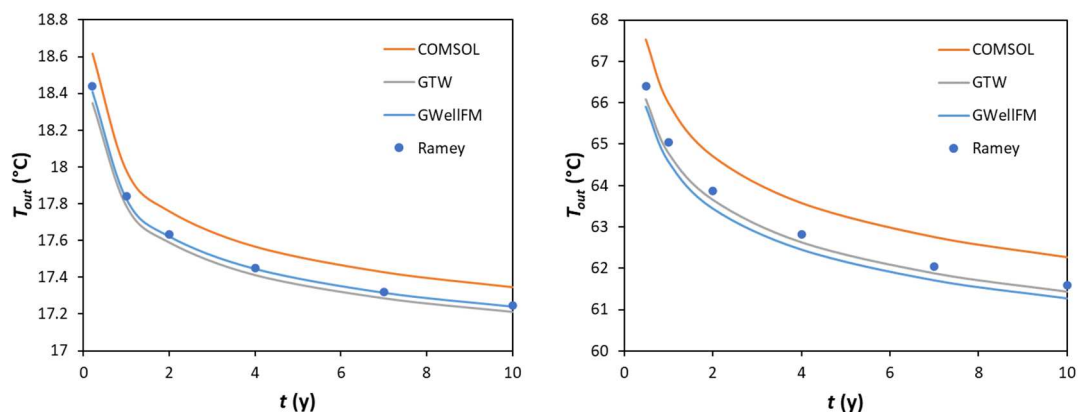 18.8
18.6
18.4
18.2
18
17.8
17.6
17.4
17.2
17
T_out (°C)
0 2 4 6 8 10
t (y)
COMSOL
GTW
GWellFM
Ramey
68
67
66
65
64
63
62
61
60
T_out (°C)
0 2 4 6 8 10
t (y)
COMSOL
GTW
GWellFM
Ramey